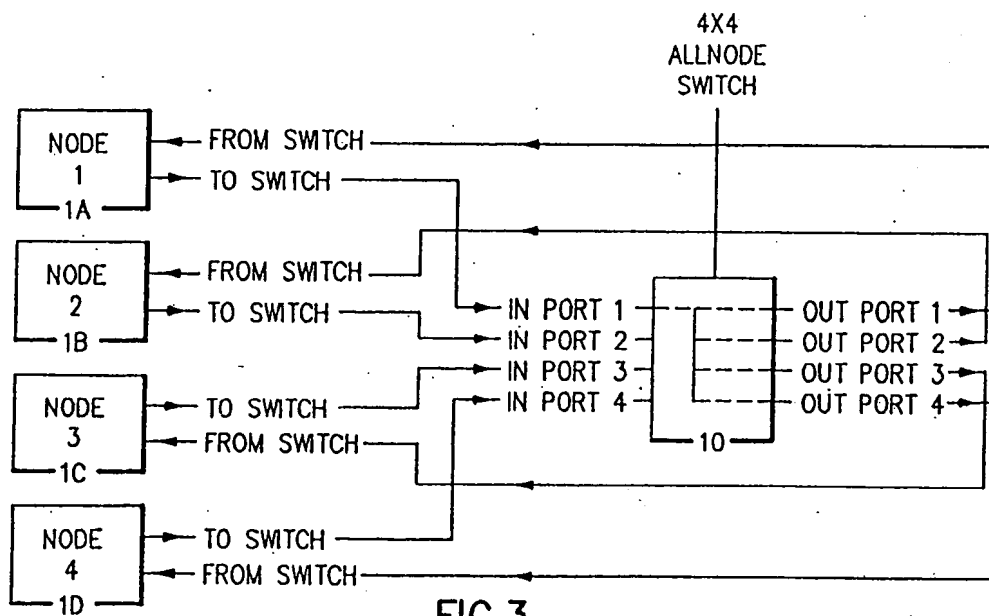 4X4
ALLNODE
SWITCH
NODE
1
1A
FROM SWITCH
TO SWITCH
NODE
2
1B
FROM SWITCH
TO SWITCH
NODE
3
1C
TO SWITCH
FROM SWITCH
NODE
4
1D
TO SWITCH
FROM SWITCH
IN PORT 1
IN PORT 2
IN PORT 3
IN PORT 4
10
OUT PORT 1
OUT PORT 2
OUT PORT 3
OUT PORT 4
FIG.3